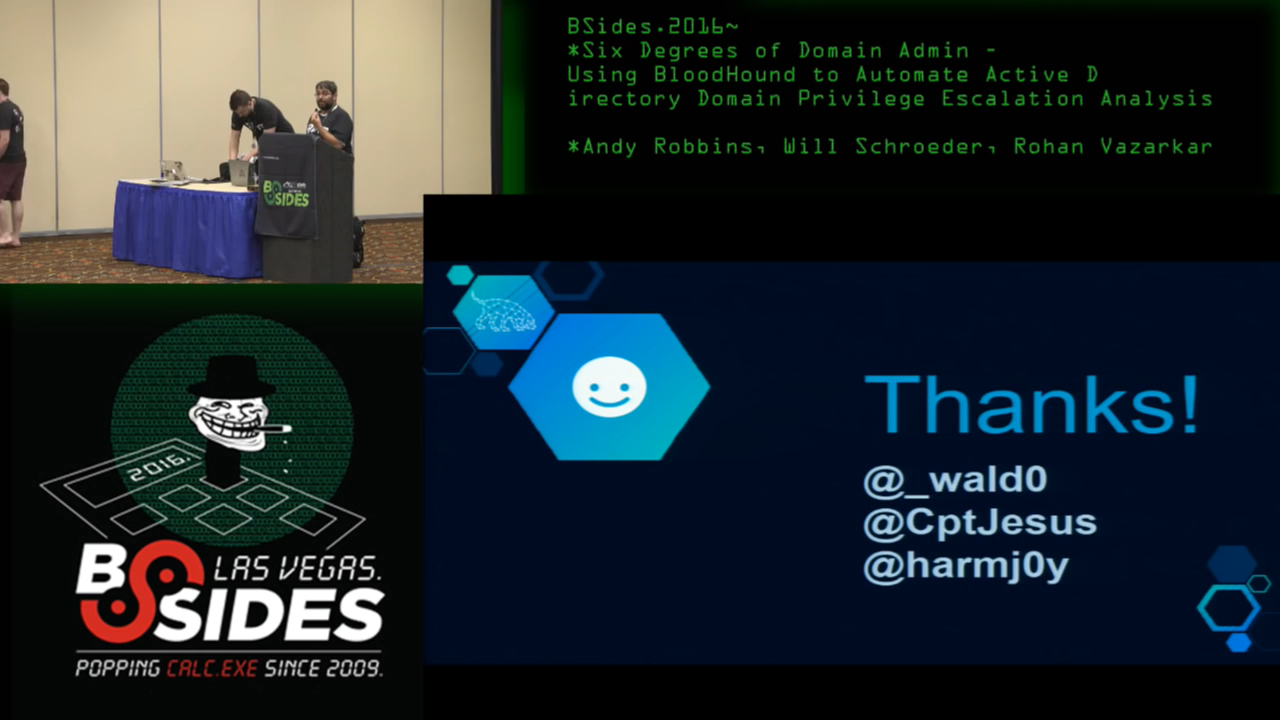 BSides.2016~
*Six Degrees of Domain Admin -
Using BloodHound to Automate Active D
irectory Domain Privilege Escalation Analysis
*Andy Robbins, Will Schroeder, Rohan Vazarkar
BSIDES
Thanks!
@_wald0
@CptJesus
@harmj0y
2016.
BSIDES
LAS VEGAS.
POPPING CALC.EXE SINCE 2009.